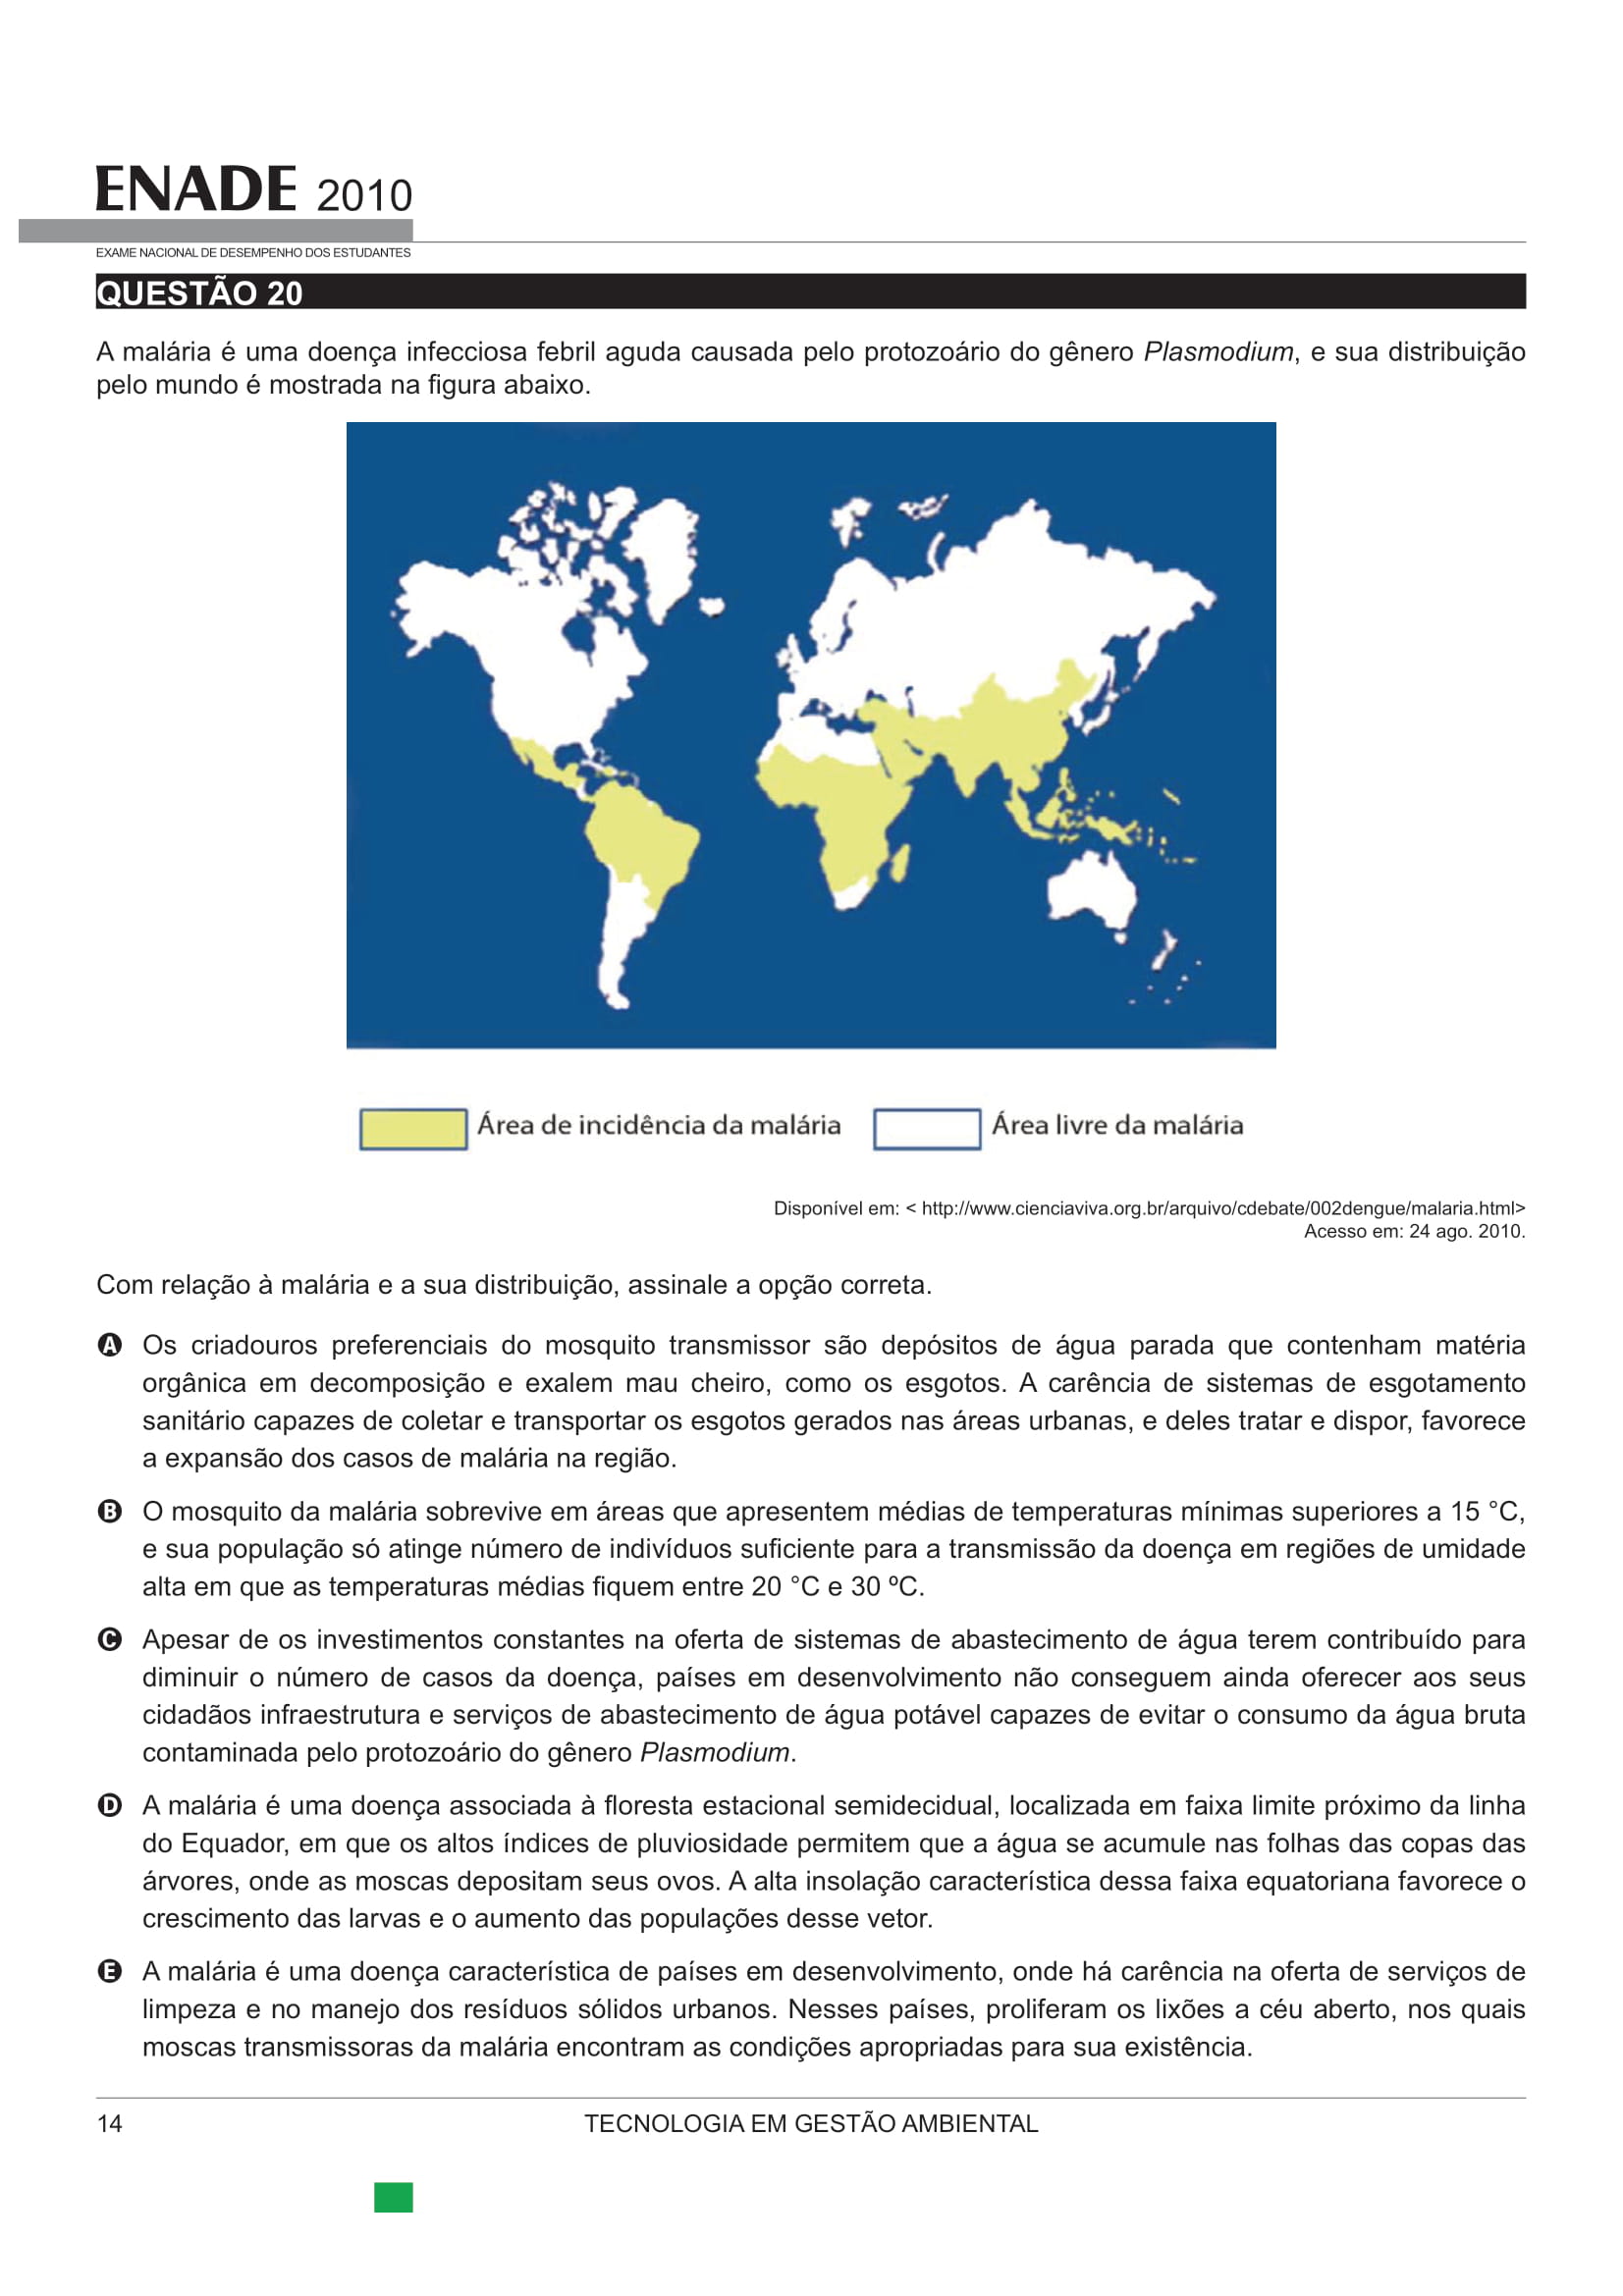 ENADE 2010
EXAME NACIONAL DE DESEMPENHO DOS ESTUDANTES
QUESTÃO 20
A malária é uma doença infecciosa febril aguda causada pelo protozoário do gênero Plasmodium, e sua distribuição
pelo mundo é mostrada na figura abaixo.
Área de incidência da malária Área livre da malária
Disponível em: < http://www.cienciaviva.org.br/arquivo/cdebate/002dengue/malaria.html>
Acesso em: 24 ago. 2010.
Com relação à malária e a sua distribuição, assinale a opção correta.
A Os criadouros preferenciais do mosquito transmissor são depósitos de água parada que contenham matéria
orgânica em decomposição e exalem mau cheiro, como os esgotos. A carência de sistemas de esgotamento
sanitário capazes de coletar e transportar os esgotos gerados nas áreas urbanas, e deles tratar e dispor, favorece
a expansão dos casos de malária na região.
B O mosquito da malária sobrevive em áreas que apresentem médias de temperaturas mínimas superiores a 15 °C,
e sua população só atinge número de indivíduos suficiente para a transmissão da doença em regiões de umidade
alta em que as temperaturas médias fiquem entre 20 °C e 30 ºC.
C Apesar de os investimentos constantes na oferta de sistemas de abastecimento de água terem contribuído para
diminuir o número de casos da doença, países em desenvolvimento não conseguem ainda oferecer aos seus
cidadãos infraestrutura e serviços de abastecimento de água potável capazes de evitar o consumo da água bruta
contaminada pelo protozoário do gênero Plasmodium.
D A malária é uma doença associada à floresta estacional semidecidual, localizada em faixa limite próximo da linha
do Equador, em que os altos índices de pluviosidade permitem que a água se acumule nas folhas das copas das
árvores, onde as moscas depositam seus ovos. A alta insolação característica dessa faixa equatoriana favorece o
crescimento das larvas e o aumento das populações desse vetor.
E A malária é uma doença característica de países em desenvolvimento, onde há carência na oferta de serviços de
limpeza e no manejo dos resíduos sólidos urbanos. Nesses países, proliferam os lixões a céu aberto, nos quais
moscas transmissoras da malária encontram as condições apropriadas para sua existência.
14 TECNOLOGIA EM GESTÃO AMBIENTAL